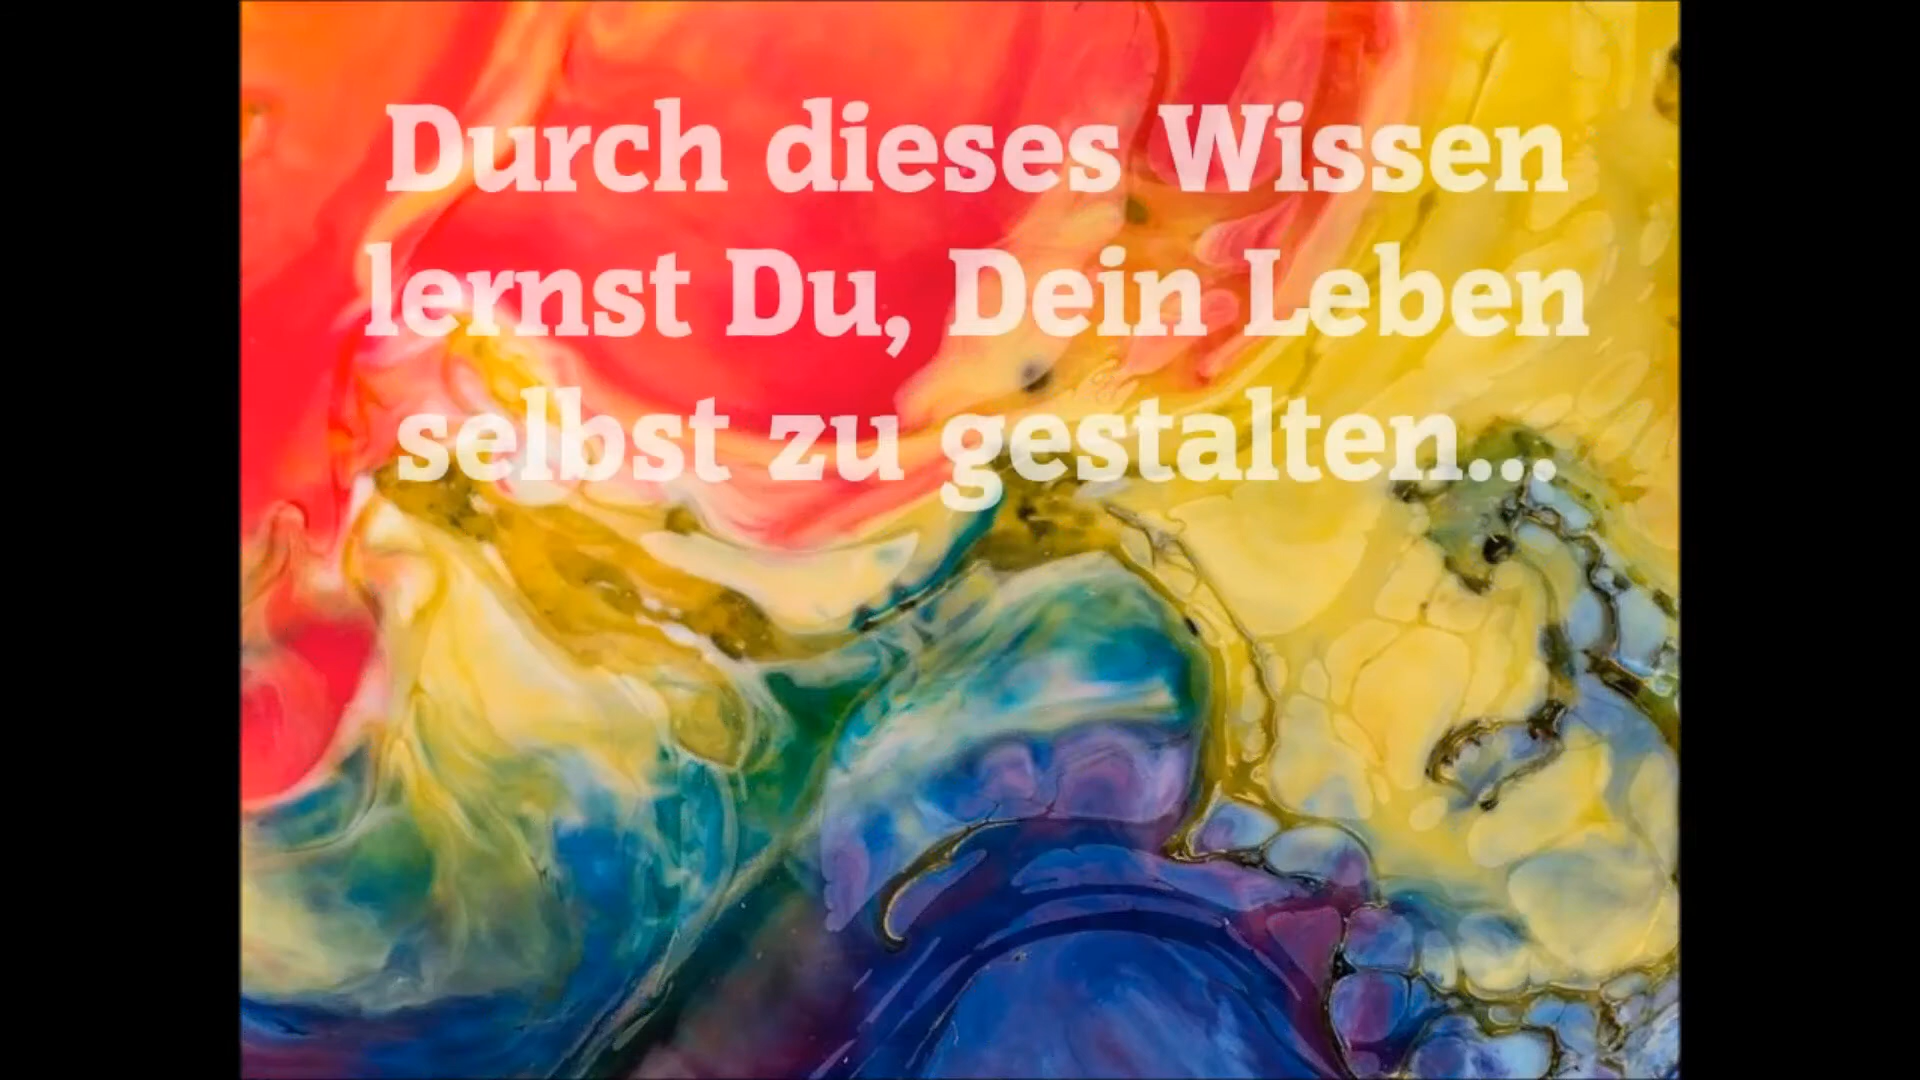 Durch dieses Wissen
lernst Du, Dein Leben
selbst zu gestalten...